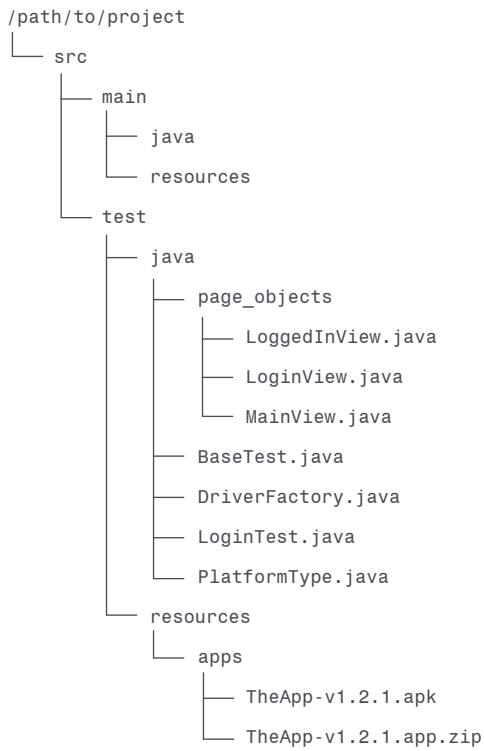 /path/to/project
src
main
java
resources
test
java
page_objects
LoggedInView.java
LoginView.java
MainView.java
BaseTest.java
DriverFactory.java
LoginTest.java
PlatformType.java
resources
apps
TheApp-v1.2.1.apk
TheApp-v1.2.1.app.zip